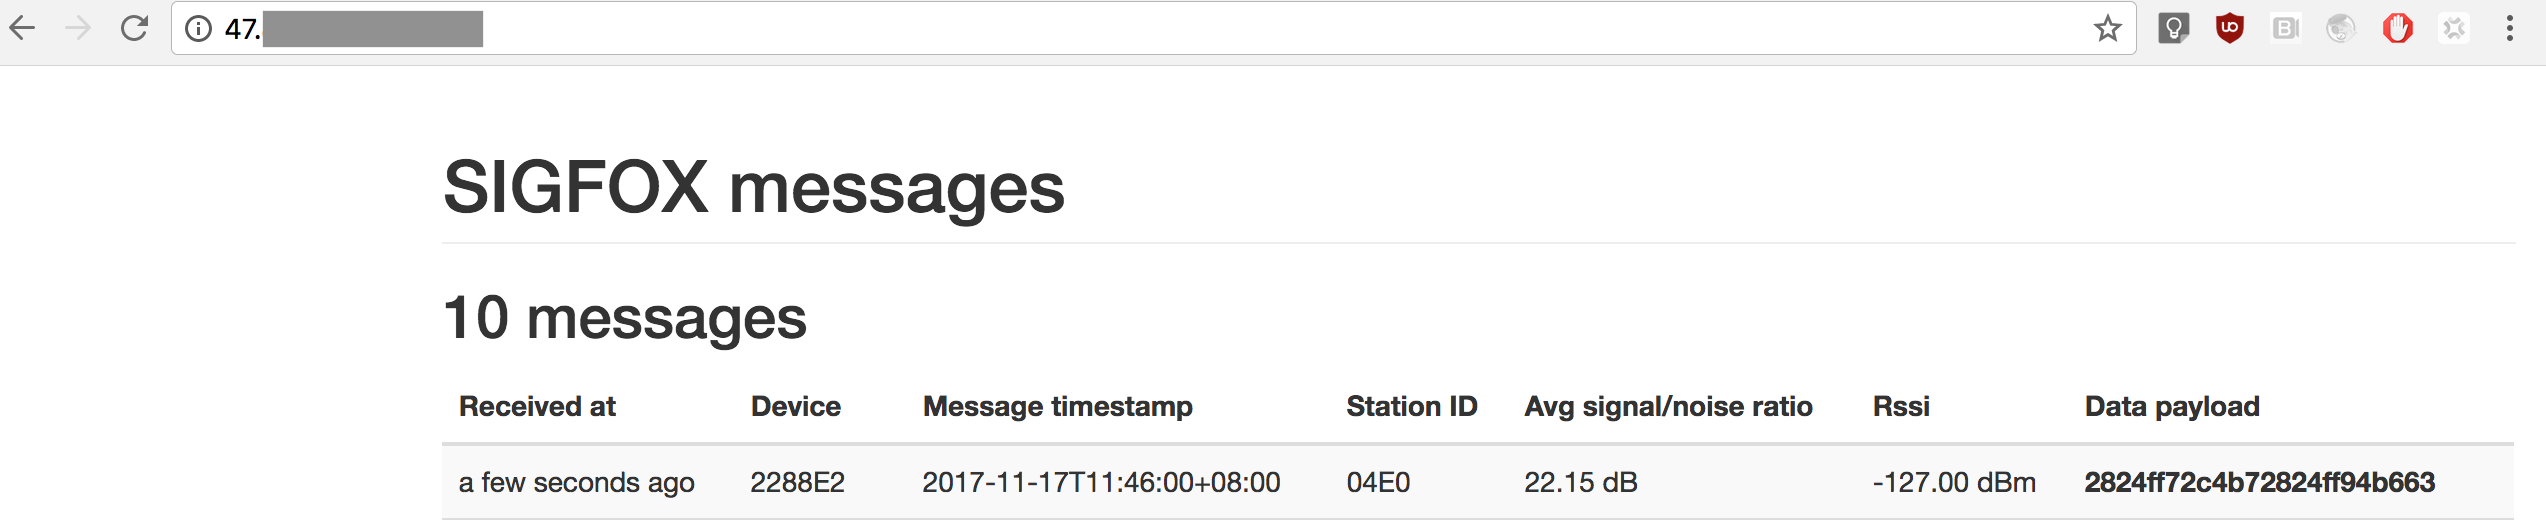 47.
SIGFOX messages
10 messages
Received at Device Message timestamp Station ID Avg signal/noise ratio Rssi Data payload
a few seconds ago 2288E2 2017-11-17T11:46:00+08:00 04E0 22.15 dB -127.00 dBm 2824ff72c4b72824ff94b663